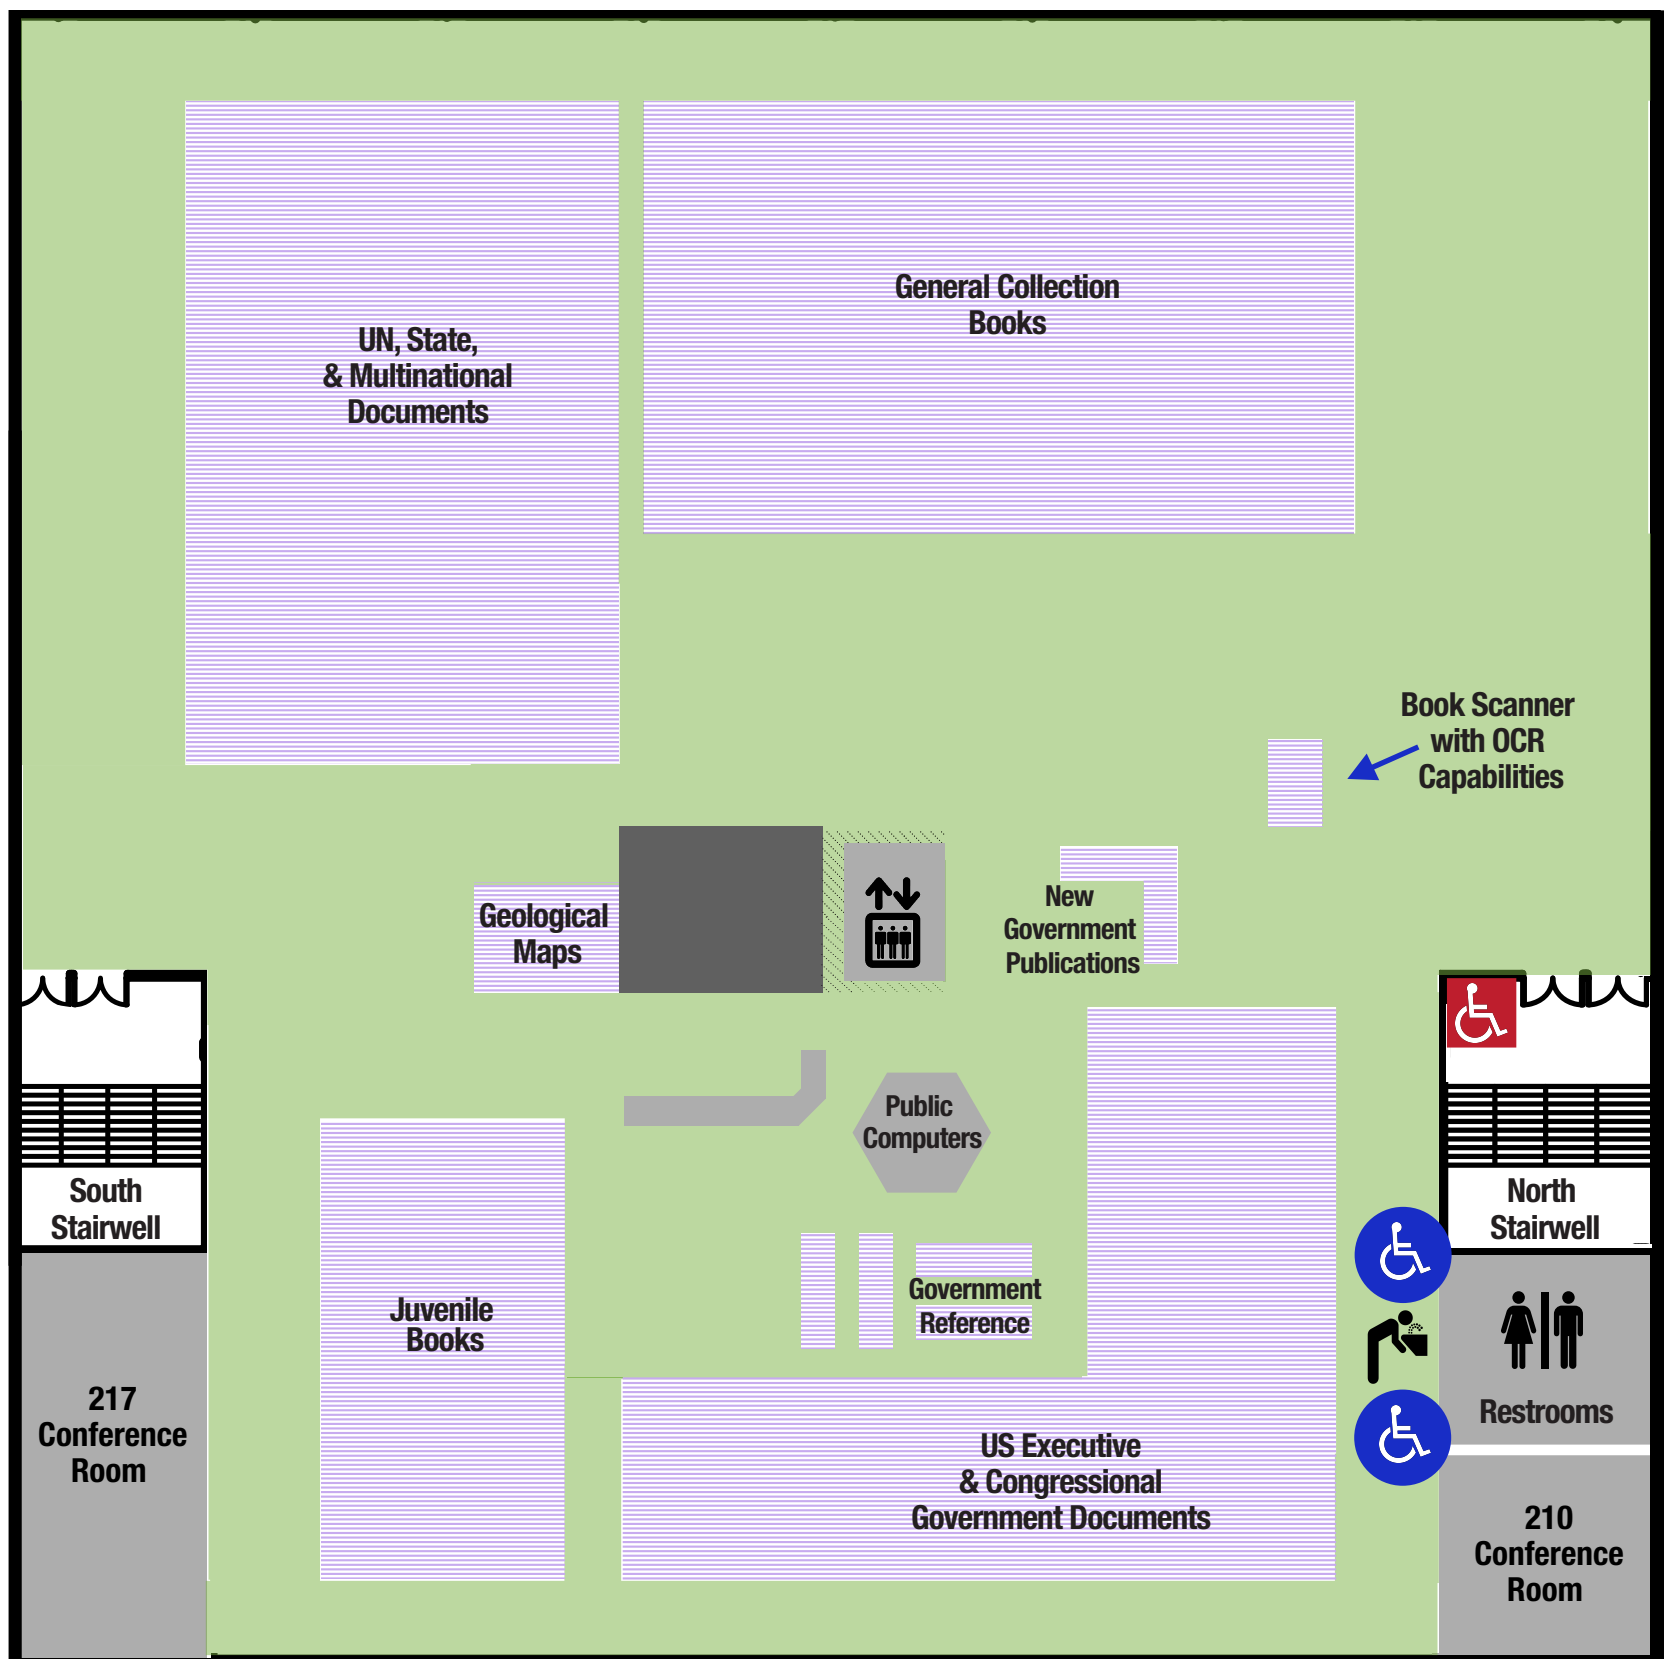 General Collection
Books
UN, State,
& Multinational
Documents
Book Scanner
with OCR
Capabilities
New
Government
Publications
Geological
Maps
Public
Computers
South
Stairwell
North
Stairwell
Government
Reference
Juvenile
Books
217
Conference
Room
Restrooms
US Executive
& Congressional
Government Documents
210
Conference
Room